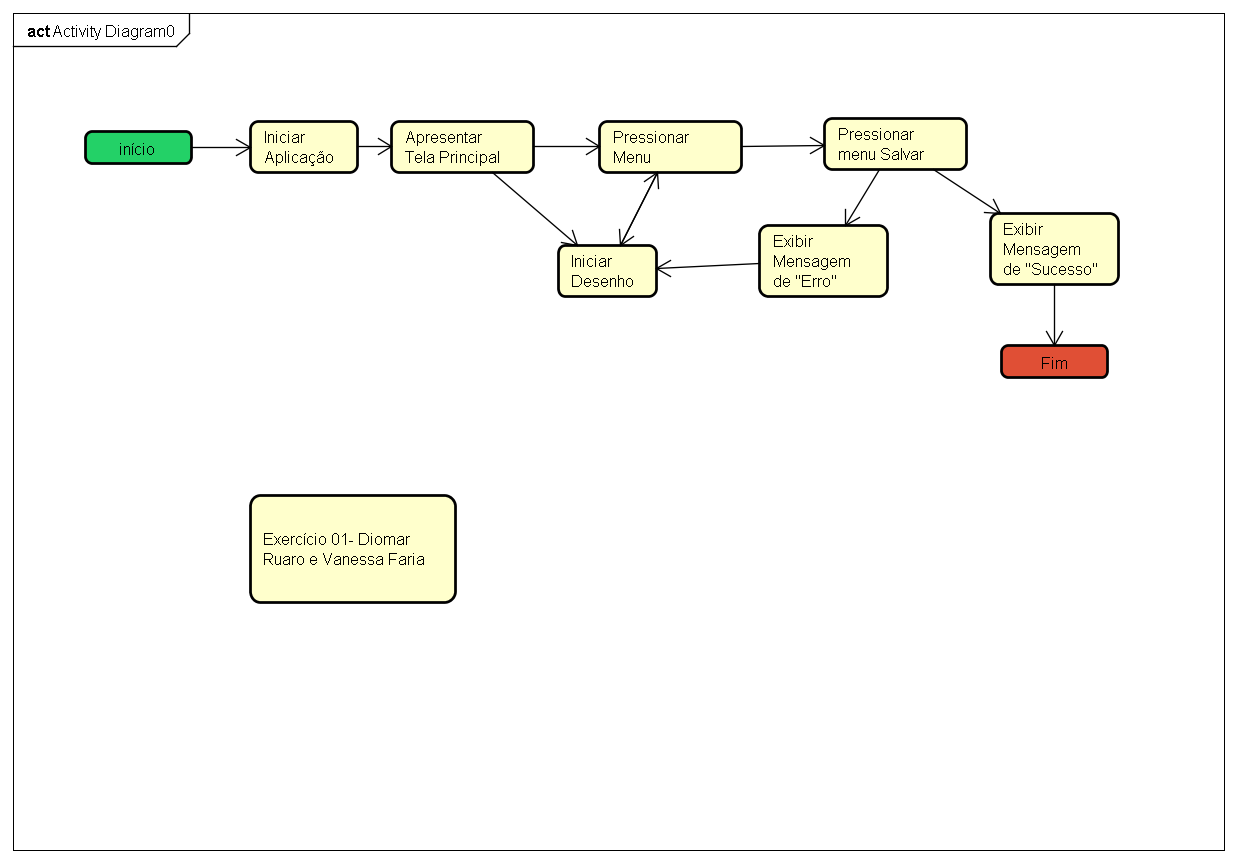 act Activity Diagram0
início
Iniciar
Aplicação
Apresentar
Tela Principal
Pressionar
Menu
Pressionar
menu Salvar
Iniciar
Desenho
Exibir
Mensagem
de "Erro"
Exibir
Mensagem
de "Sucesso"
Fim
Exercício 01- Diomar
Ruaro e Vanessa Faria